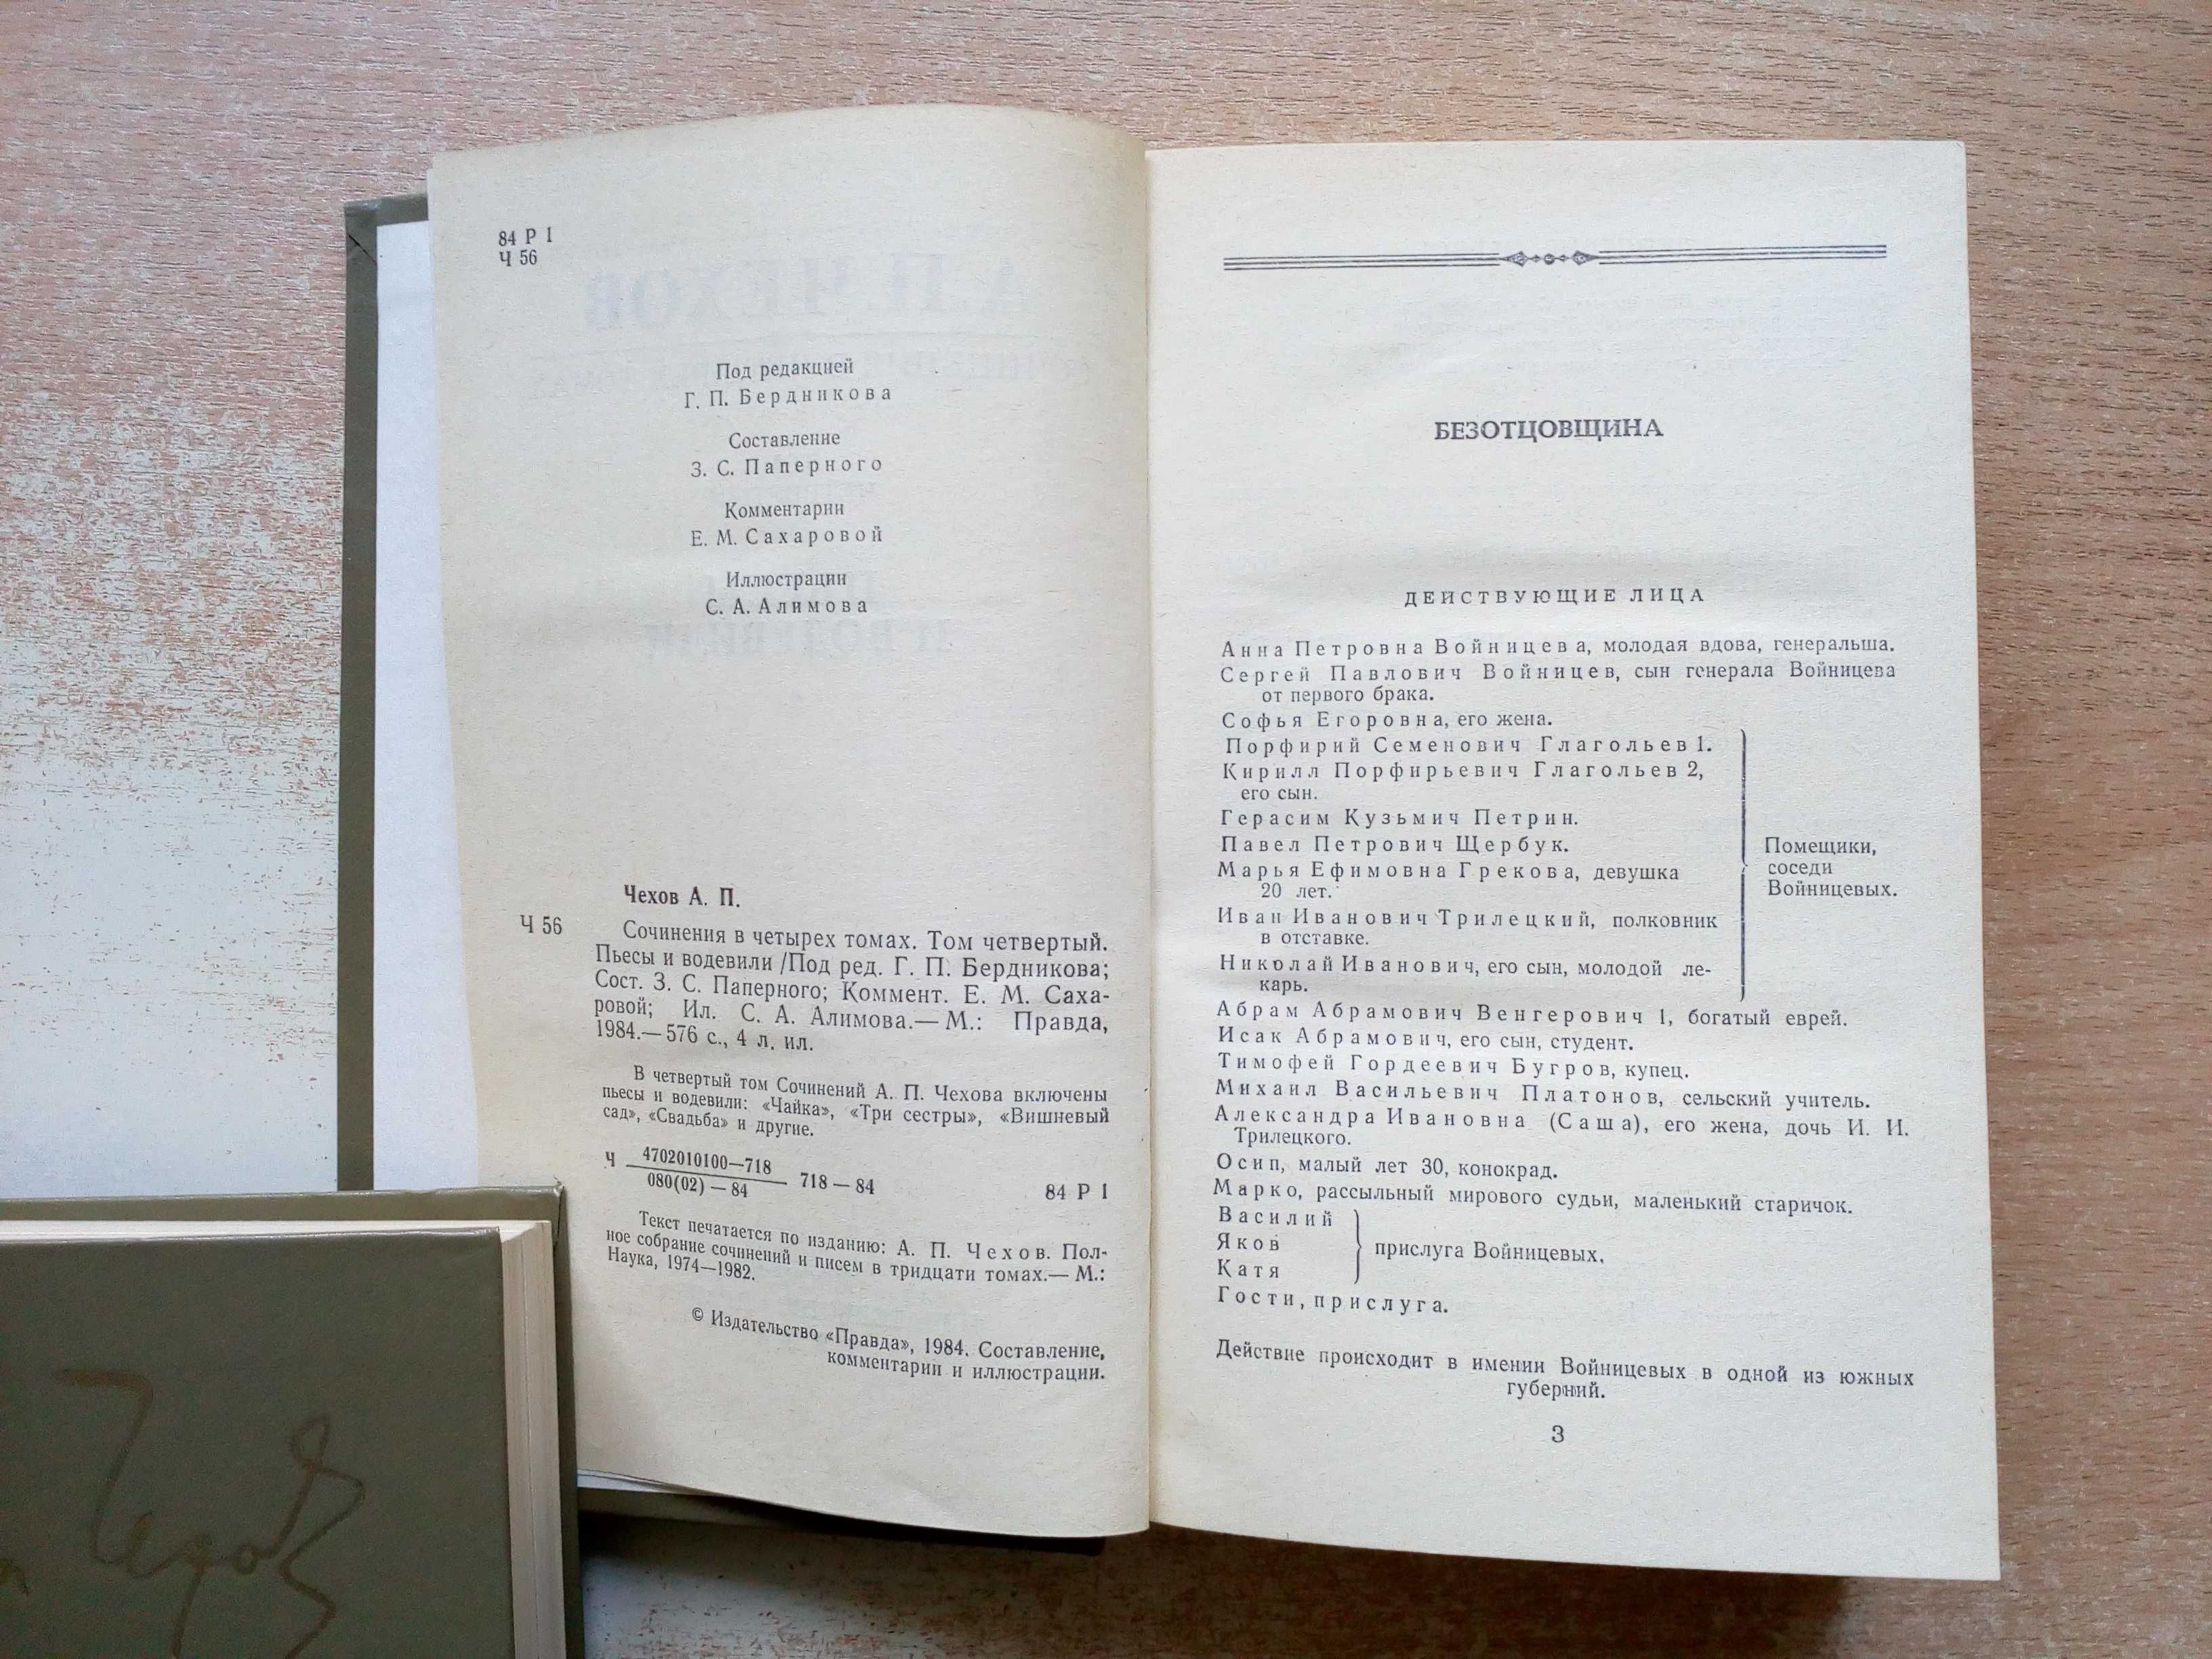 84 Р 1
Ч 56
Под редакцией
Г. П. Бердникова
Составление
З. С. Паперного
Комментарии
Е. М. Сахаровой
Иллюстрации
С. А. Алимова
Чехов А. П.
Ч 56
Сочинения в четырех томах. Том четвертый.
Пьесы и водевили /Под ред. Г. П. Бердникова;
Сост. З. С. Паперного; Коммент. Е. М. Саха-
ровой; Ил. С. А. Алимова.— М.: Правда,
1984.— 576 с., 4 л. ил.
В четвертый том Сочинений А. П. Чехова включены
пьесы и водевили: «Чайка», «Три сестры», «Вишневый
сад», «Свадьба» и другие.
Ч 4702010100—718
080(02) — 84
718 — 84
84 Р 1
Текст печатается по изданию: А. П. Чехов. Пол-
ное собрание сочинений и писем в тридцати томах.— М.:
Наука, 1974—1982.
© Издательство «Правда», 1984. Составление,
комментарии и иллюстрации.
Чехов
БЕЗОТЦОВЩИНА
ДЕЙСТВУЮЩИЕ ЛИЦА
Анна Петровна Войницева, молодая вдова, генеральша.
Сергей Павлович Войницев, сын генерала Войницева
от первого брака.
Софья Егоровна, его жена.
Порфирий Семенович Глагольев 1.
Кирилл Порфирьевич Глагольев 2,
его сын.
Герасим Кузьмич Петрин.
Павел Петрович Щербук.
Марья Ефимовна Грекова, девушка
20 лет.
Иван Иванович Трилецкий, полковник
в отставке.
Николай Иванович, его сын, молодой ле-
карь.
Помещики,
соседи
Войницевых.
Абрам Абрамович Венгерович 1, богатый еврей.
Исак Абрамович, его сын, студент.
Тимофей Гордеевич Бугров, купец.
Михаил Васильевич Платонов, сельский учитель.
Александра Ивановна (Саша), его жена, дочь И. И.
Трилецкого.
Осип, малый лет 30, конокрад.
Марко, рассыльный мирового судьи, маленький старичок.
Василий
Яков
Катя
прислуга Войницевых.
Гости, прислуга.
Действие происходит в имении Войницевых в одной из южных
губерний.
3